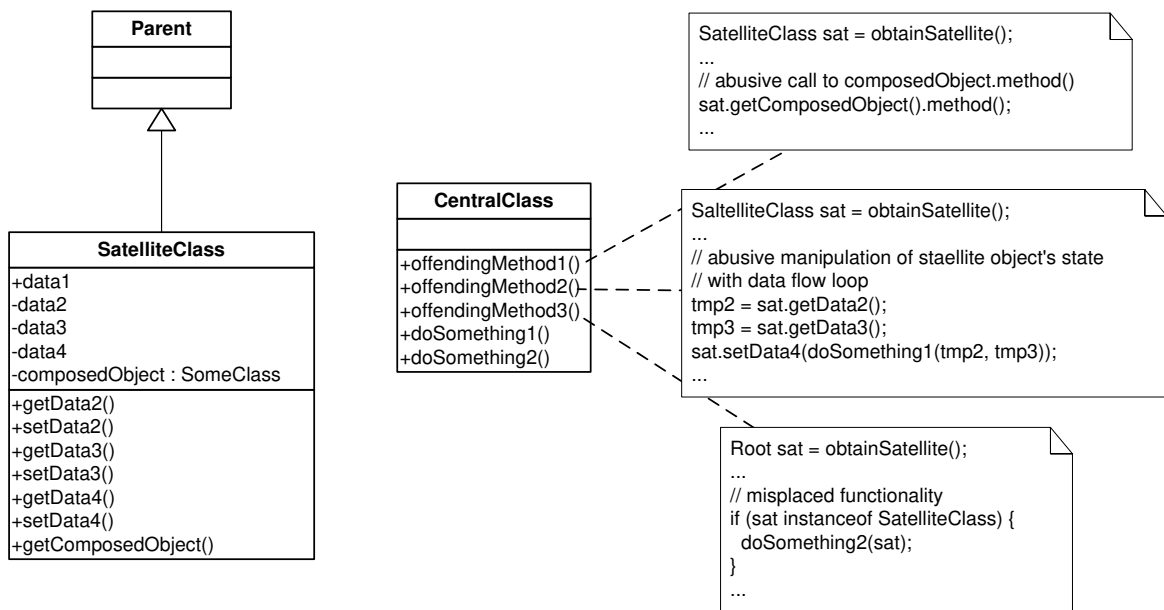 Parent
SatelliteClass
+data1
-data2
-data3
-data4
-composedObject : SomeClass
+getData2()
+setData2()
+getData3()
+setData3()
+getData4()
+setData4()
+getComposedObject()
CentralClass
+offendingMethod1()
+offendingMethod2()
+offendingMethod3()
+doSomething1()
+doSomething2()
SatelliteClass sat = obtainSatellite();
...
// abusive call to composedObject.method()
sat.getComposedObject().method();
...
SaltelliteClass sat = obtainSatellite();
...
// abusive manipulation of staellite object's state
// with data flow loop
tmp2 = sat.getData2();
tmp3 = sat.getData3();
sat.setData4(doSomething1(tmp2, tmp3));
...
Root sat = obtainSatellite();
...
// misplaced functionality
if (sat instanceof SatelliteClass) {
doSomething2(sat);
}
...